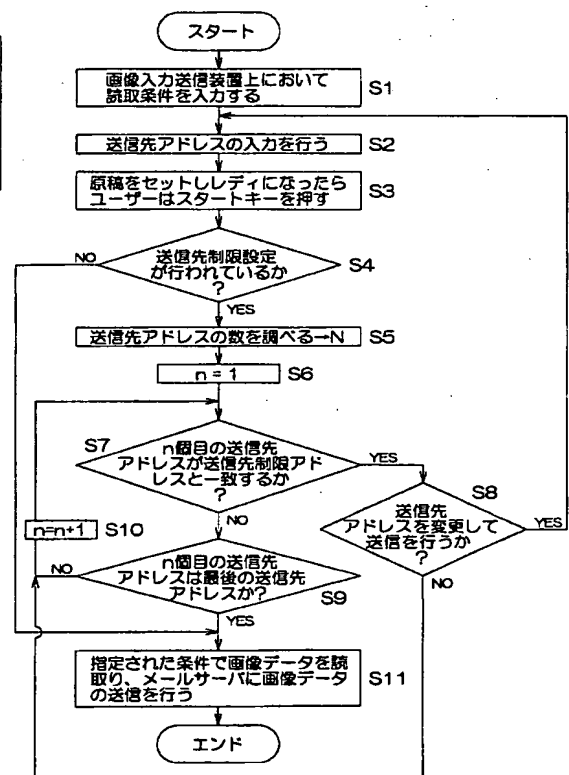 スタート
画像入力送信装置上において
読取条件を入力する
S1
送信先アドレスの入力を行う
S2
原稿をセットしレディになったら
ユーザーはスタートキーを押す
S3
送信先制限設定
が行われているか
?
S4
NO
YES
送信先アドレスの数を調べる→N
S5
n = 1
S6
S7
n個目の送信先
アドレスが送信先制限アド
レスと一致するか
?
YES
NO
S8
送信先
アドレスを変更して
送信を行うか
?
YES
NO
n=n+1
S10
n個目の送信先
アドレスは最後の送信先
アドレスか?
S9
NO
YES
指定された条件で画像データを読
取り、メールサーバに画像データ
の送信を行う
S11
エンド